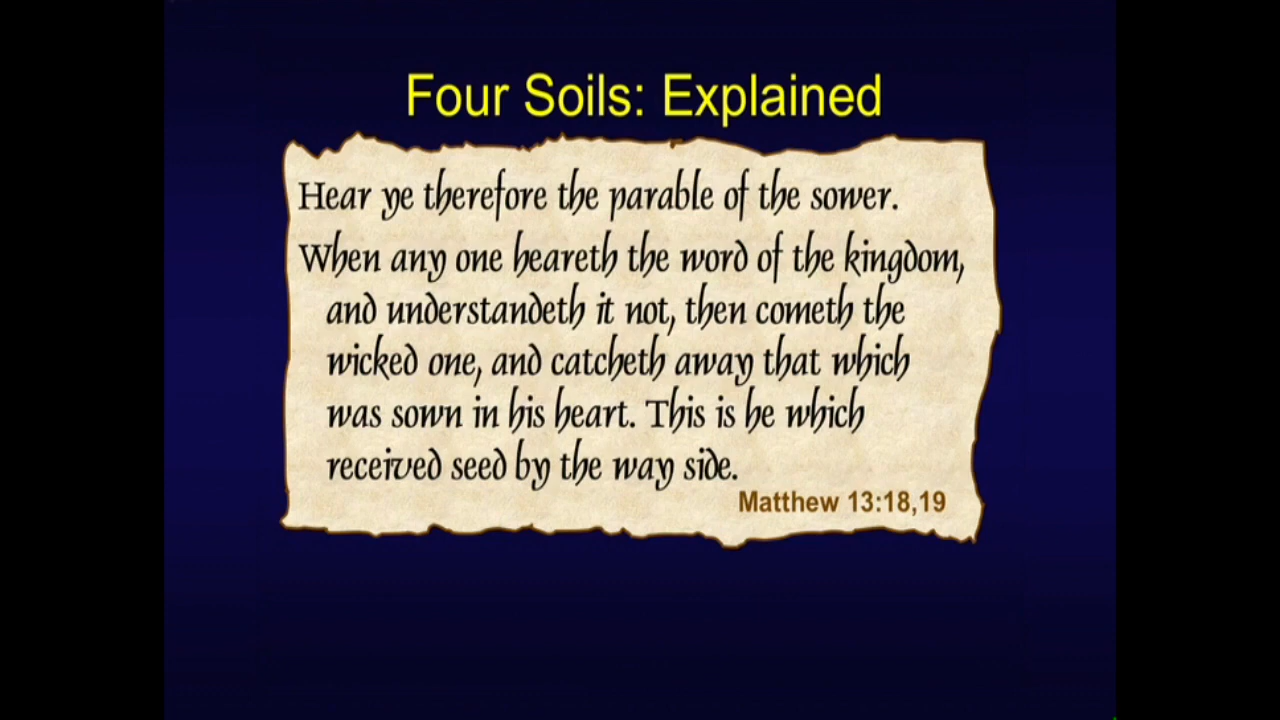 Four Soils: Explained
Hear ye therefore the parable of the sower.
When any one heareth the word of the kingdom,
and understandeth it not, then cometh the
wicked one, and catcheth away that which
was sown in his heart. This is he which
received seed by the way side.
Matthew 13:18,19